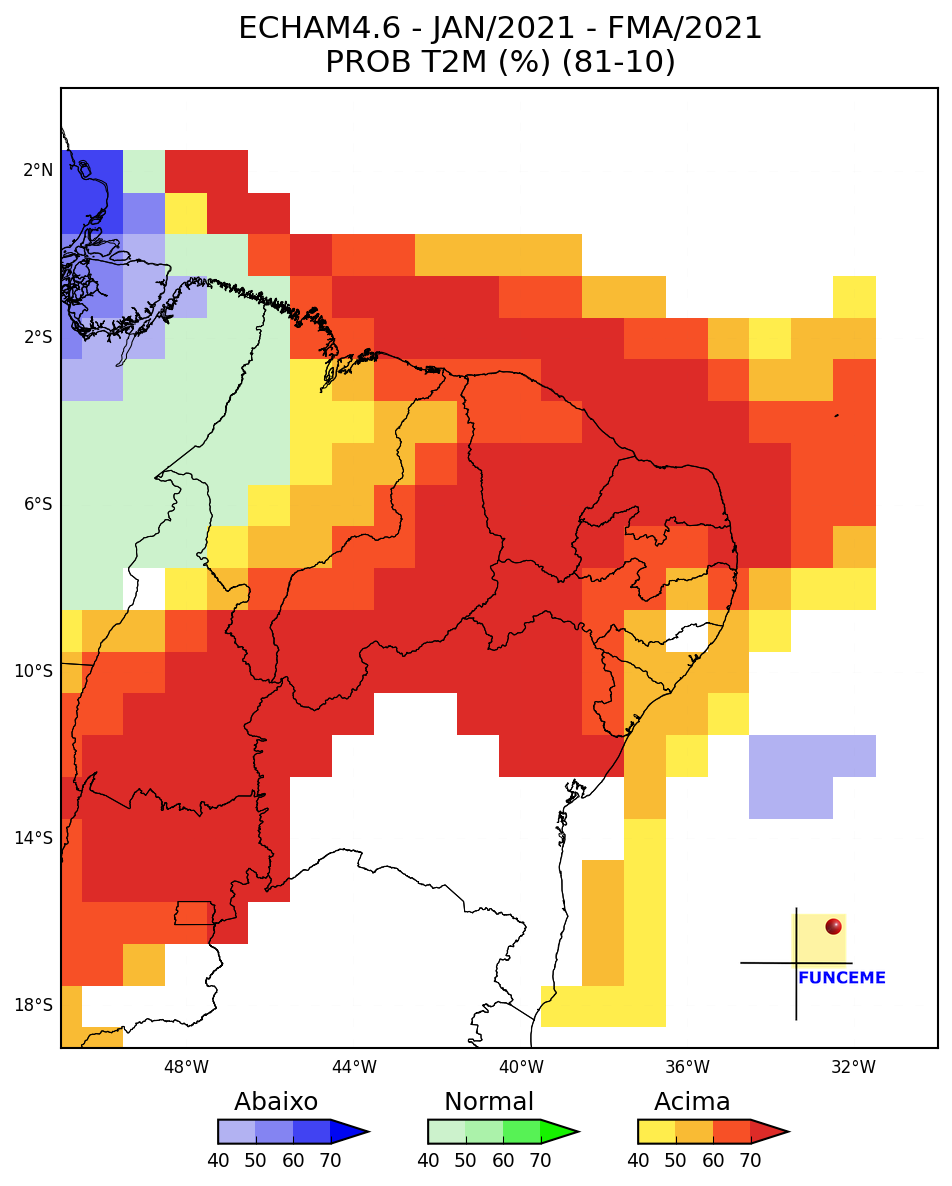 ECHAM4.6 - JAN/2021 - FMA/2021
PROB T2M (%) (81-10)
2°N
2°S
6°S
10°S
14°S
18°S
FUNCEME
48°W 44°W 40°W 36°W 32°W
Abaixo Normal Acima
40 50 60 70 40 50 60 70 40 50 60 70